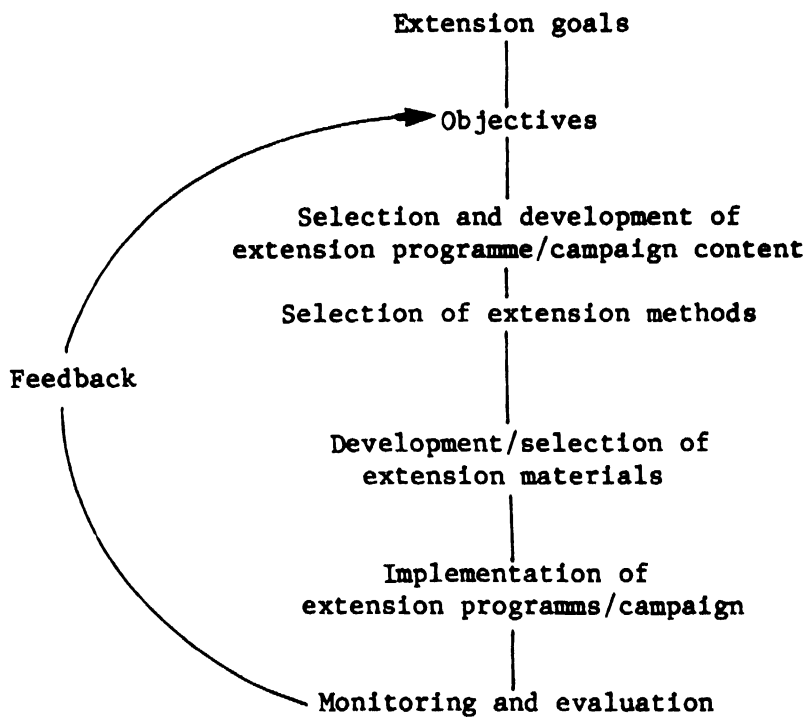 Extension goals
Objectives
Selection and development of
extension programme/campaign content
Selection of extension methods
Feedback
Development/selection of
extension materials
Implementation of
extension programms/campaign
Monitoring and evaluation